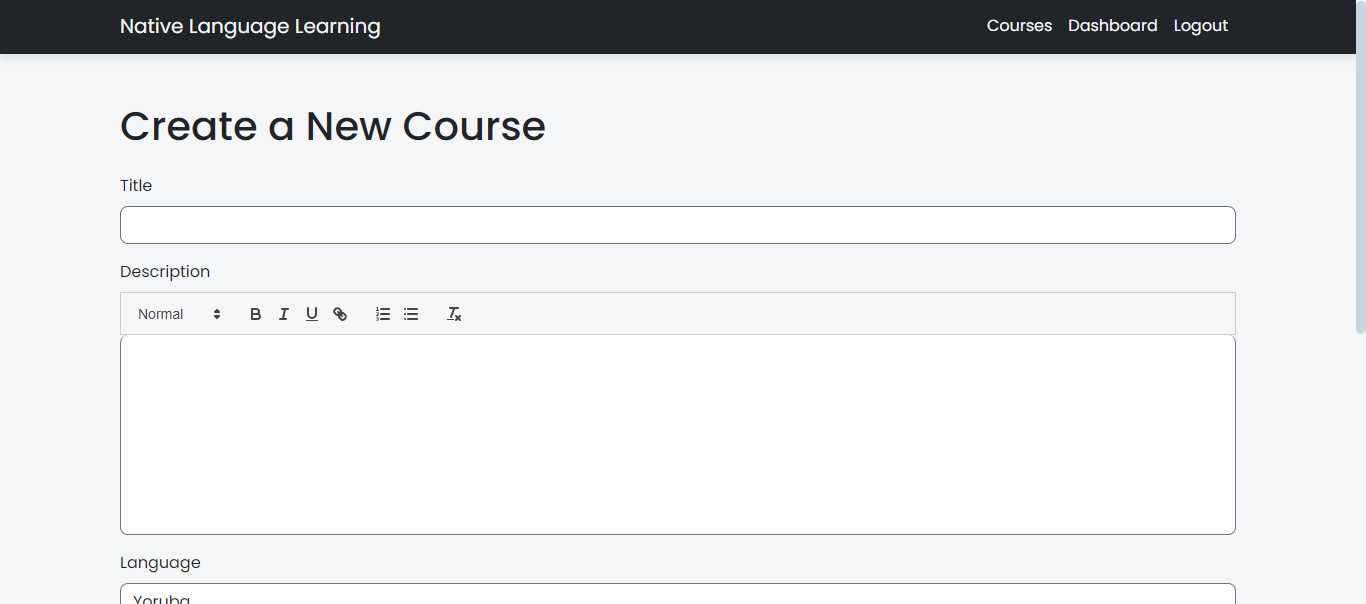 Native Language Learning
Courses Dashboard Logout
Create a New Course
Title
Description
Normal
Language
Yoruba